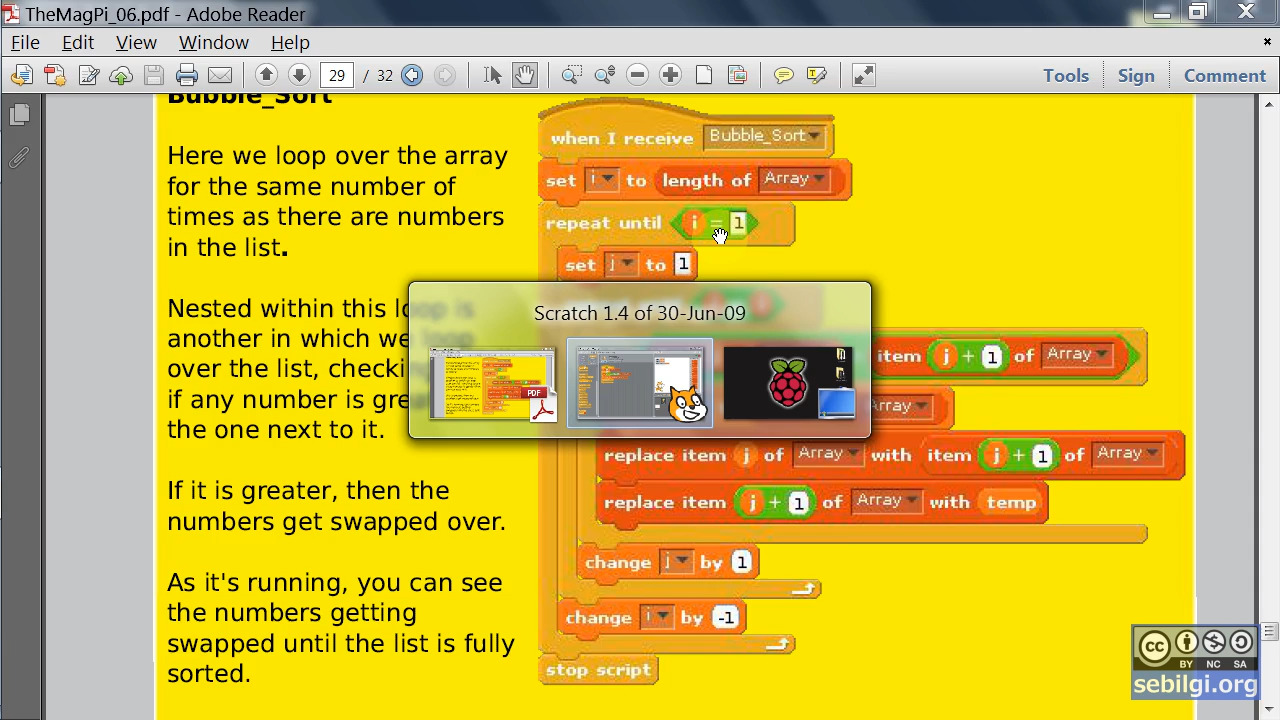 TheMagPi_06.pdf - Adobe Reader
File Edit View Window Help
29 / 32
Tools Sign Comment
Bubble_Sort
Here we loop over the array
for the same number of
times as there are numbers
in the list.
Nested within this loop is
another in which we loop
over the list, checki
if any number is gre
the one next to it.
If it is greater, then the
numbers get swapped over.
As it's running, you can see
the numbers getting
swapped until the list is fully
sorted.
when I receive Bubble_Sort
set i to length of Array
repeat until i = 1
set j to 1
Scratch 1.4 of 30-Jun-09
PDF
item j + 1 of Array
Array
replace item j of Array with item j + 1 of Array
replace item j + 1 of Array with temp
change j by 1
change i by -1
stop script
cc BY NC SA
sebilgi.org